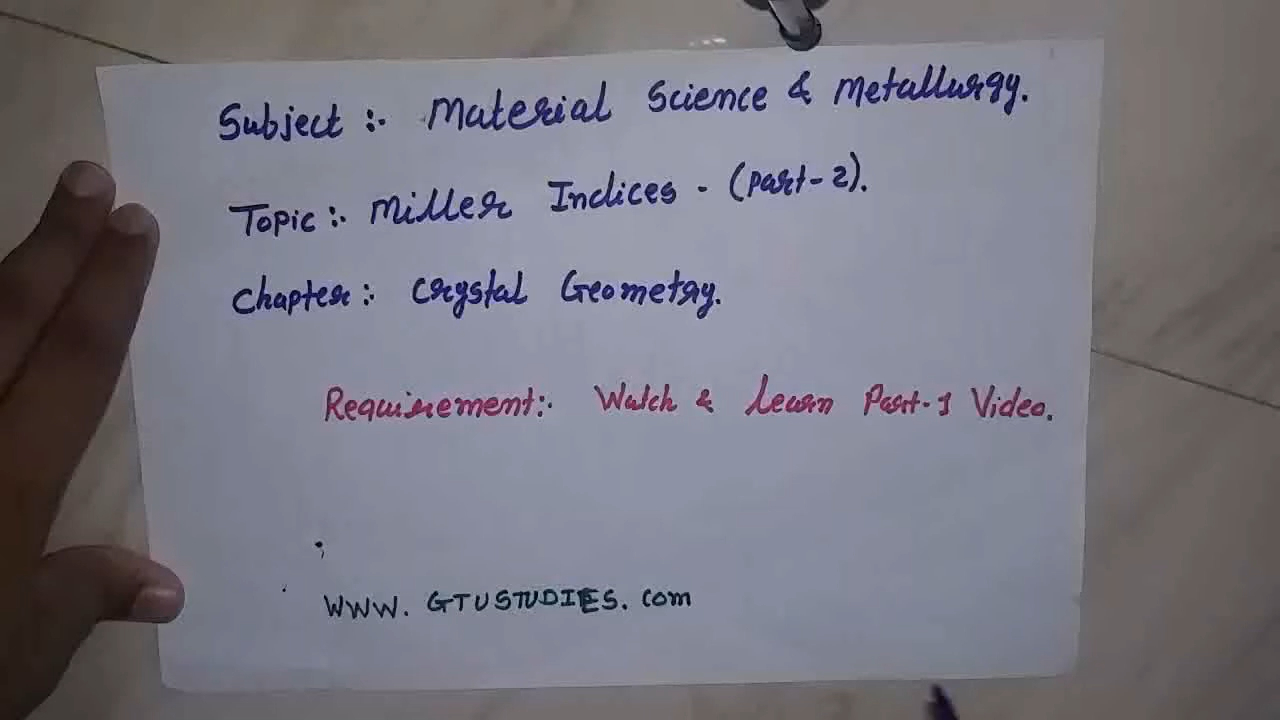 Subject :- Material Science & Metallurgy.
Topic :- Miller Indices - (Part-2).
Chapter :- Crystal Geometry.
Requirement :- Watch & Learn Part-1 Video.
WWW. GTUSTUDIES. com